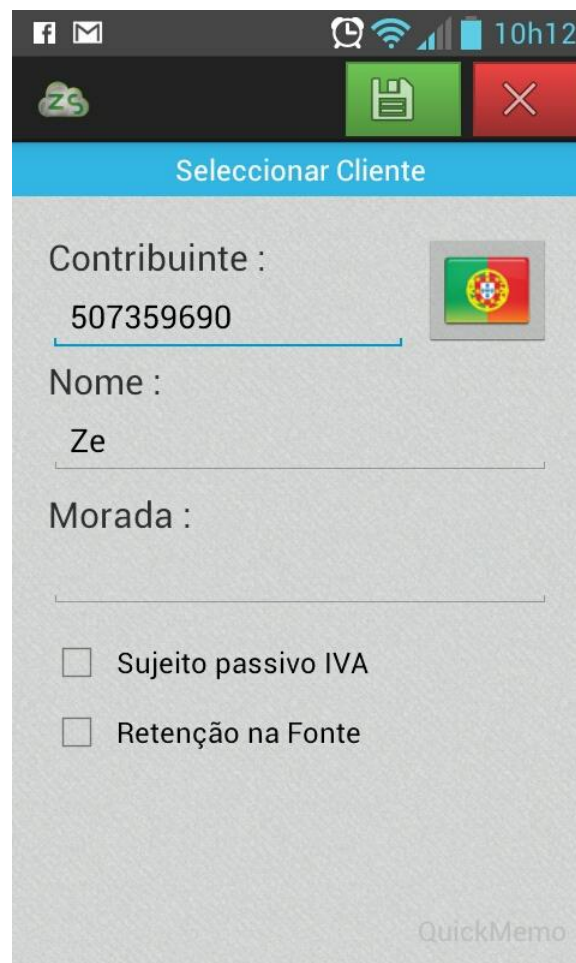 10h12
ZS
Seleccionar Cliente
Contribuinte :
507359690
Nome :
Ze
Morada :
Sujeito passivo IVA
Retenção na Fonte
QuickMemo